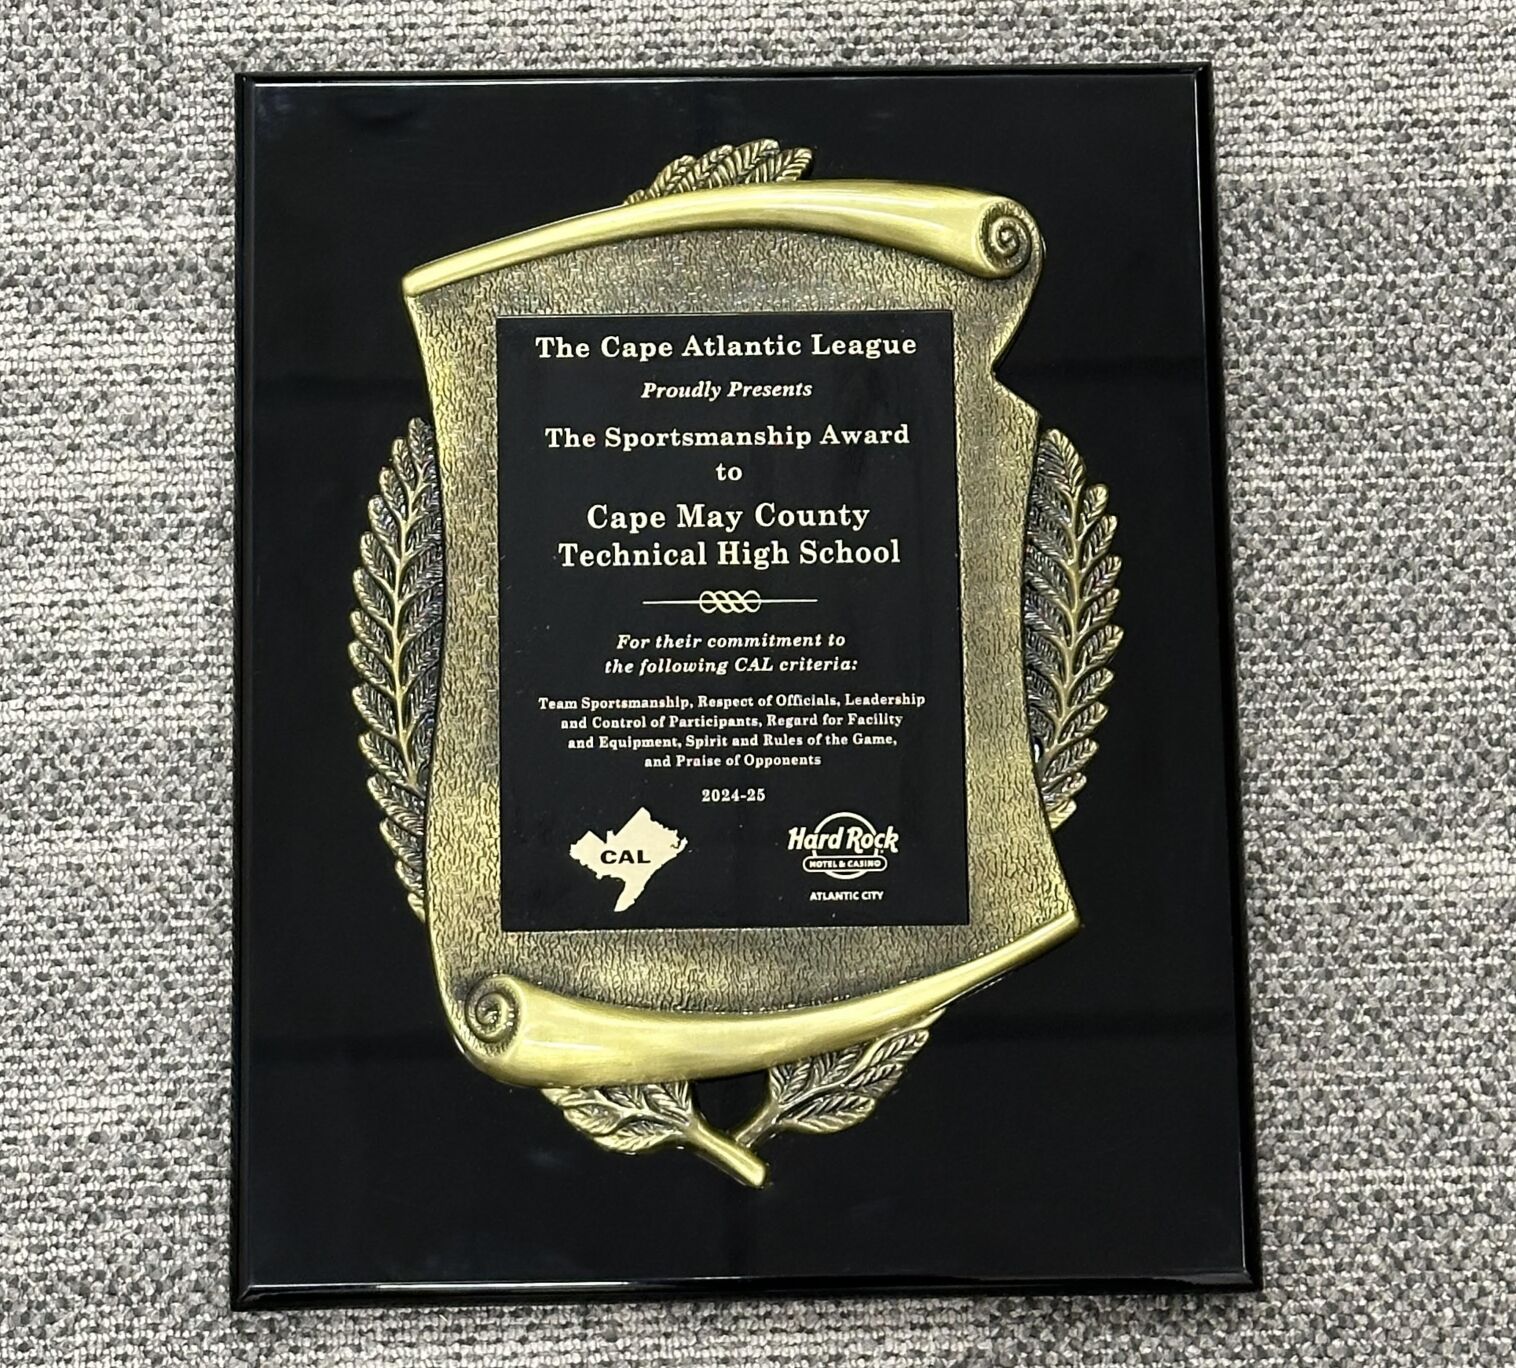 The Cape Atlantic League
Proudly Presents
The Sportsmanship Award
to
Cape May County
Technical High School
For their commitment to
the following CAL criteria:
Team Sportsmanship, Respect of Officials, Leadership
and Control of Participants, Regard for Facility
and Equipment, Spirit and Rules of the Game,
and Praise of Opponents
2024-25
CAL
Hard Rock
HOTEL & CASINO
ATLANTIC CITY